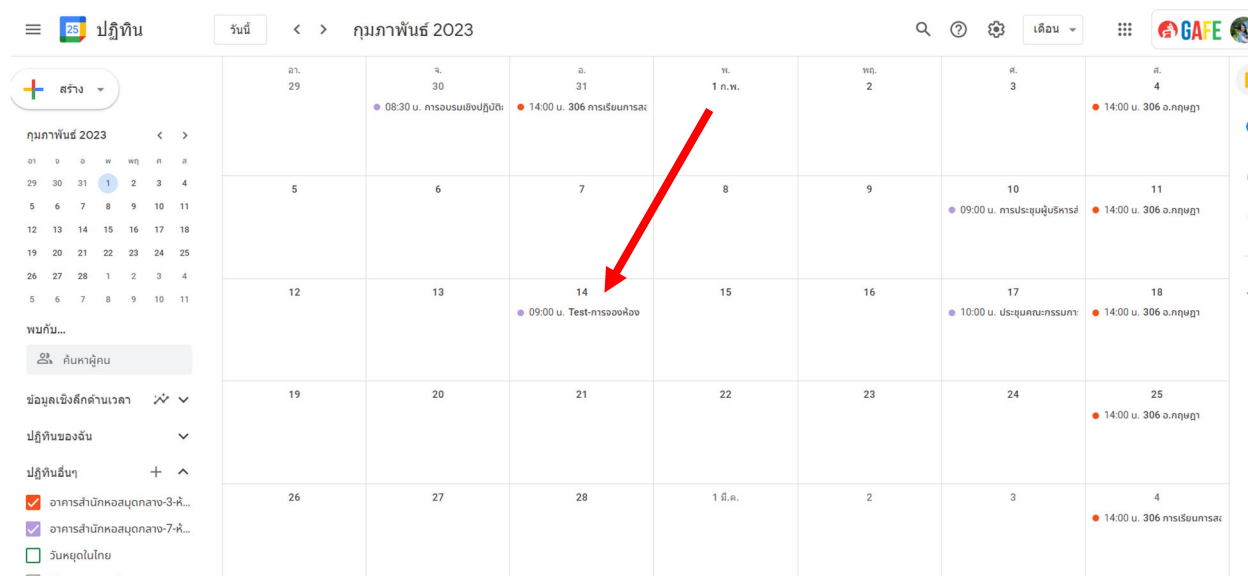 25 ปฏิทิน วันนี้ กุมภาพันธ์ 2023 เดือน GAFE
สร้าง
กุมภาพันธ์ 2023
อา จ อ พ พฤ ศ ส
29 30 31 1 2 3 4
5 6 7 8 9 10 11
12 13 14 15 16 17 18
19 20 21 22 23 24 25
26 27 28 1 2 3 4
5 6 7 8 9 10 11
พบกับ...
ค้นหาผู้คน
ข้อมูลเชิงลึกด้านเวลา
ปฏิทินของฉัน
ปฏิทินอื่นๆ
อาคารสำนักหอสมุดกลาง-3-ห้...
อาคารสำนักหอสมุดกลาง-7-ห้...
วันหยุดในไทย
อา. จ. อ. พ. พฤ. ศ. ส.
29 30 31 1 ก.พ. 2 3 4
08:30 น. การอบรมเชิงปฏิบัติ 14:00 น. 306 การเรียนการส 14:00 น. 306 อ.กฤษฎา
5 6 7 8 9 10 11
09:00 น. การประชุมผู้บริหารส 14:00 น. 306 อ.กฤษฎา
12 13 14 15 16 17 18
09:00 น. Test-การจองห้อง 10:00 น. ประชุมคณะกรรมกา 14:00 น. 306 อ.กฤษฎา
19 20 21 22 23 24 25
14:00 น. 306 อ.กฤษฎา
26 27 28 1 มี.ค. 2 3 4
14:00 น. 306 การเรียนการส